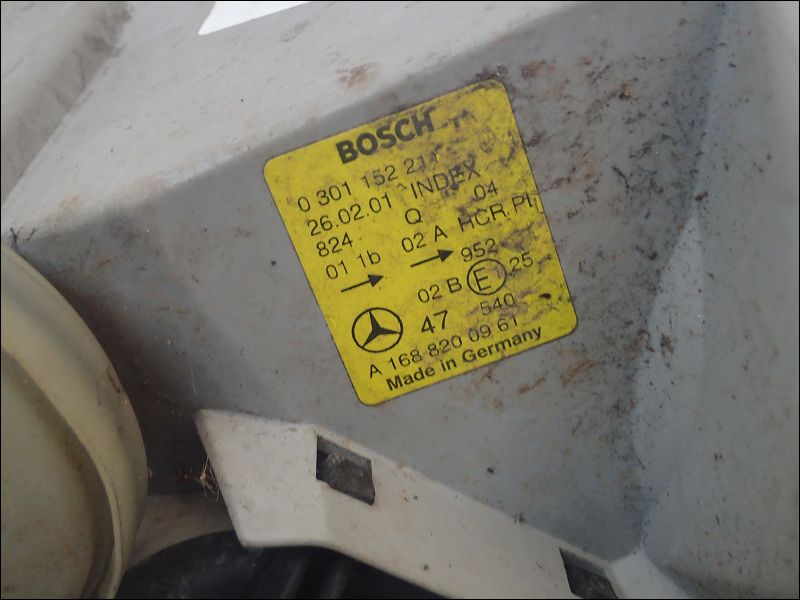 BOSCH
0 301 152 211
26.02.01 INDEX
824 Q 04
01 1b 02 A HCR PI
952
02 B E1 25
47 540
A 168 820 09 61
Made in Germany